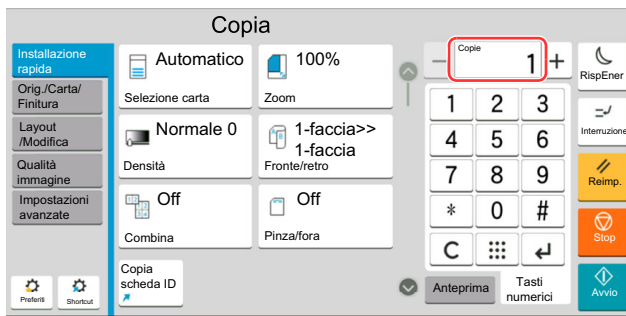 Copia
Installazione
rapida
Orig./Carta/
Finitura
Layout
/Modifica
Qualità
immagine
Impostazioni
avanzate
Preferiti
Shortcut
Automatico
Selezione carta
100%
Zoom
Normale 0
Densità
1-faccia>>
1-faccia
Fronte/retro
Off
Combina
Off
Pinza/fora
Copia
scheda ID
Copie
− 1 +
1 2 3
4 5 6
7 8 9
* 0 #
C
Anteprima
Tasti
numerici
RispEner
Interruzione
Reimp.
Stop
Avvio